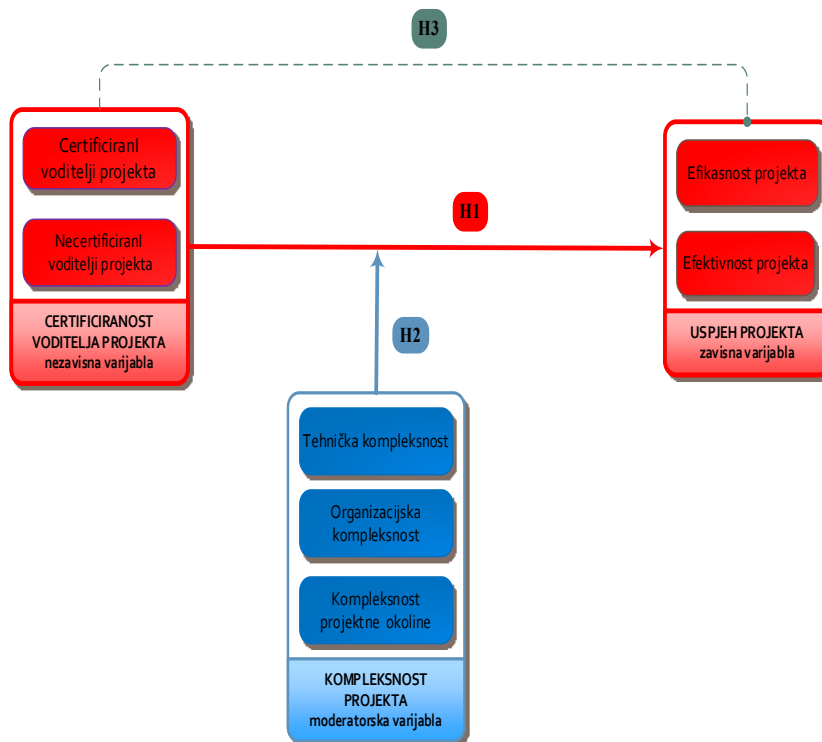 H3
CertificiranI
voditelji projekta
NecertificiranI
voditelji projekta
CERTIFICIRANOST
VODITELJA PROJEKTA
nezavisna varijabla
H1
Efikasnost projekta
Efektivnost projekta
USPJEH PROJEKTA
zavisna varijabla
H2
Tehnička kompleksnost
Organizacijska
kompleksnost
Kompleksnost
projektne okoline
KOMPLEKSNOST
PROJEKTA
moderatorska varijabla